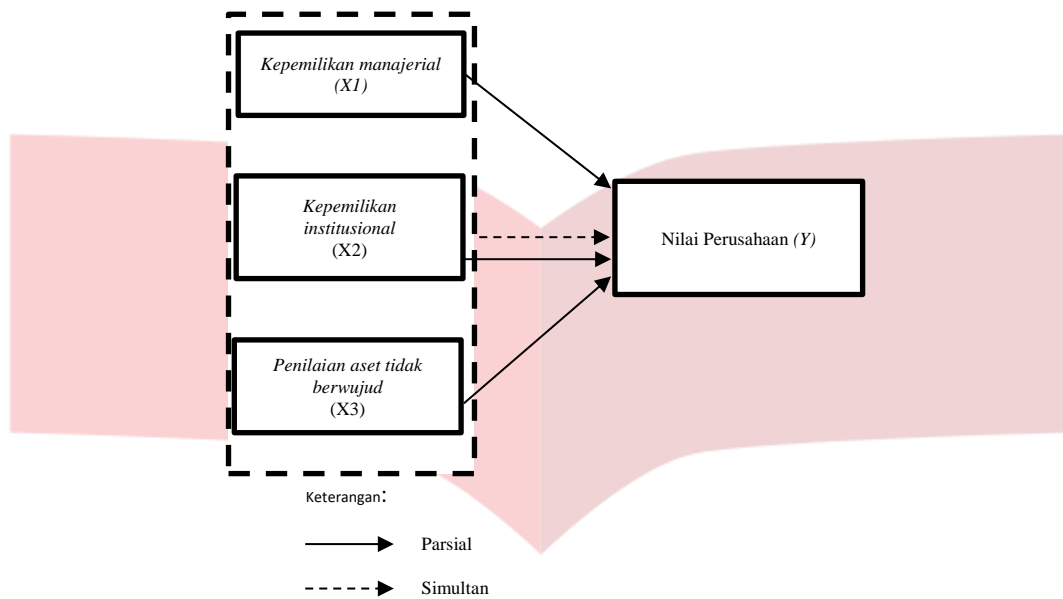 Kepemilikan manajerial
(X1)
Kepemilikan
institusional
(X2)
Nilai Perusahaan (Y)
Penilaian aset tidak
berwujud
(X3)
Keterangan:
Parsial
Simultan